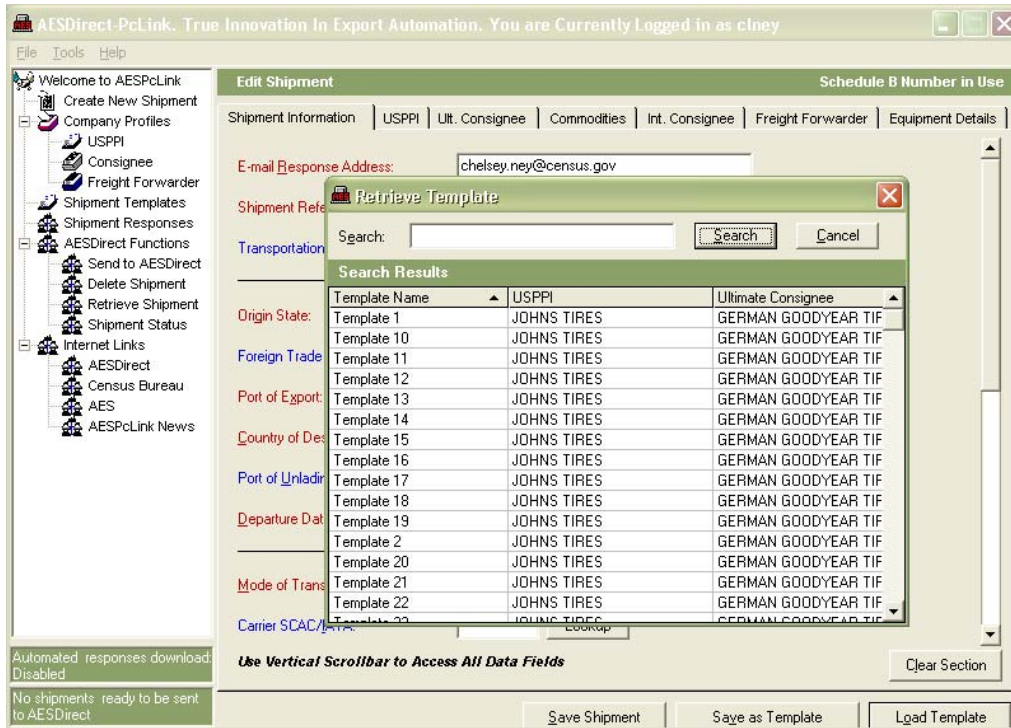 AESDirect-PcLink. True Innovation In Export Automation. You are Currently Logged in as clney
File Tools Help
Welcome to AESPcLink
Create New Shipment
Company Profiles
USPPI
Consignee
Freight Forwarder
Shipment Templates
Shipment Responses
AESDirect Functions
Send to AESDirect
Delete Shipment
Retrieve Shipment
Shipment Status
Internet Links
AESDirect
Census Bureau
AES
AESPcLink News
Automated responses download: Disabled
No shipments ready to be sent to AESDirect
Edit Shipment Schedule B Number in Use
Shipment Information USPPI Ult. Consignee Commodities Int. Consignee Freight Forwarder Equipment Details
E-mail Response Address: chelsey.ney@census.gov
Shipment Refe
Transportation
Origin State:
Foreign Trade
Port of Export:
Country of Des
Port of Unladin
Departure Dat
Mode of Trans
Carrier SCAC/IATA: Lookup
Retrieve Template
Search: Search Cancel
Search Results
Template Name USPPI Ultimate Consignee
Template 1 JOHNS TIRES GERMAN GOODYEAR TIF
Template 10 JOHNS TIRES GERMAN GOODYEAR TIF
Template 11 JOHNS TIRES GERMAN GOODYEAR TIF
Template 12 JOHNS TIRES GERMAN GOODYEAR TIF
Template 13 JOHNS TIRES GERMAN GOODYEAR TIF
Template 14 JOHNS TIRES GERMAN GOODYEAR TIF
Template 15 JOHNS TIRES GERMAN GOODYEAR TIF
Template 16 JOHNS TIRES GERMAN GOODYEAR TIF
Template 17 JOHNS TIRES GERMAN GOODYEAR TIF
Template 18 JOHNS TIRES GERMAN GOODYEAR TIF
Template 19 JOHNS TIRES GERMAN GOODYEAR TIF
Template 2 JOHNS TIRES GERMAN GOODYEAR TIF
Template 20 JOHNS TIRES GERMAN GOODYEAR TIF
Template 21 JOHNS TIRES GERMAN GOODYEAR TIF
Template 22 JOHNS TIRES GERMAN GOODYEAR TIF
Use Vertical Scrollbar to Access All Data Fields
Clear Section
Save Shipment Save as Template Load Template